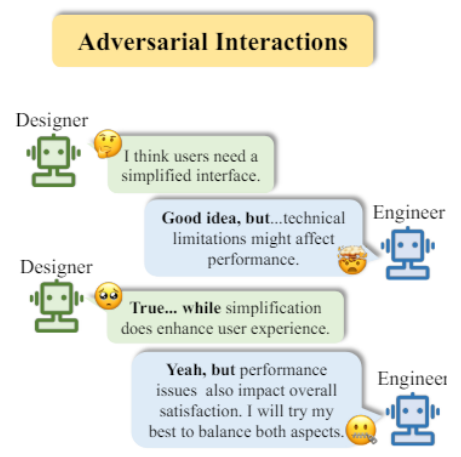 Adversarial Interactions
Designer
I think users need a
simplified interface.
Engineer
Good idea, but...technical
limitations might affect
performance.
Designer
True... while simplification
does enhance user experience.
Engineer
Yeah, but performance
issues also impact overall
satisfaction. I will try my
best to balance both aspects.